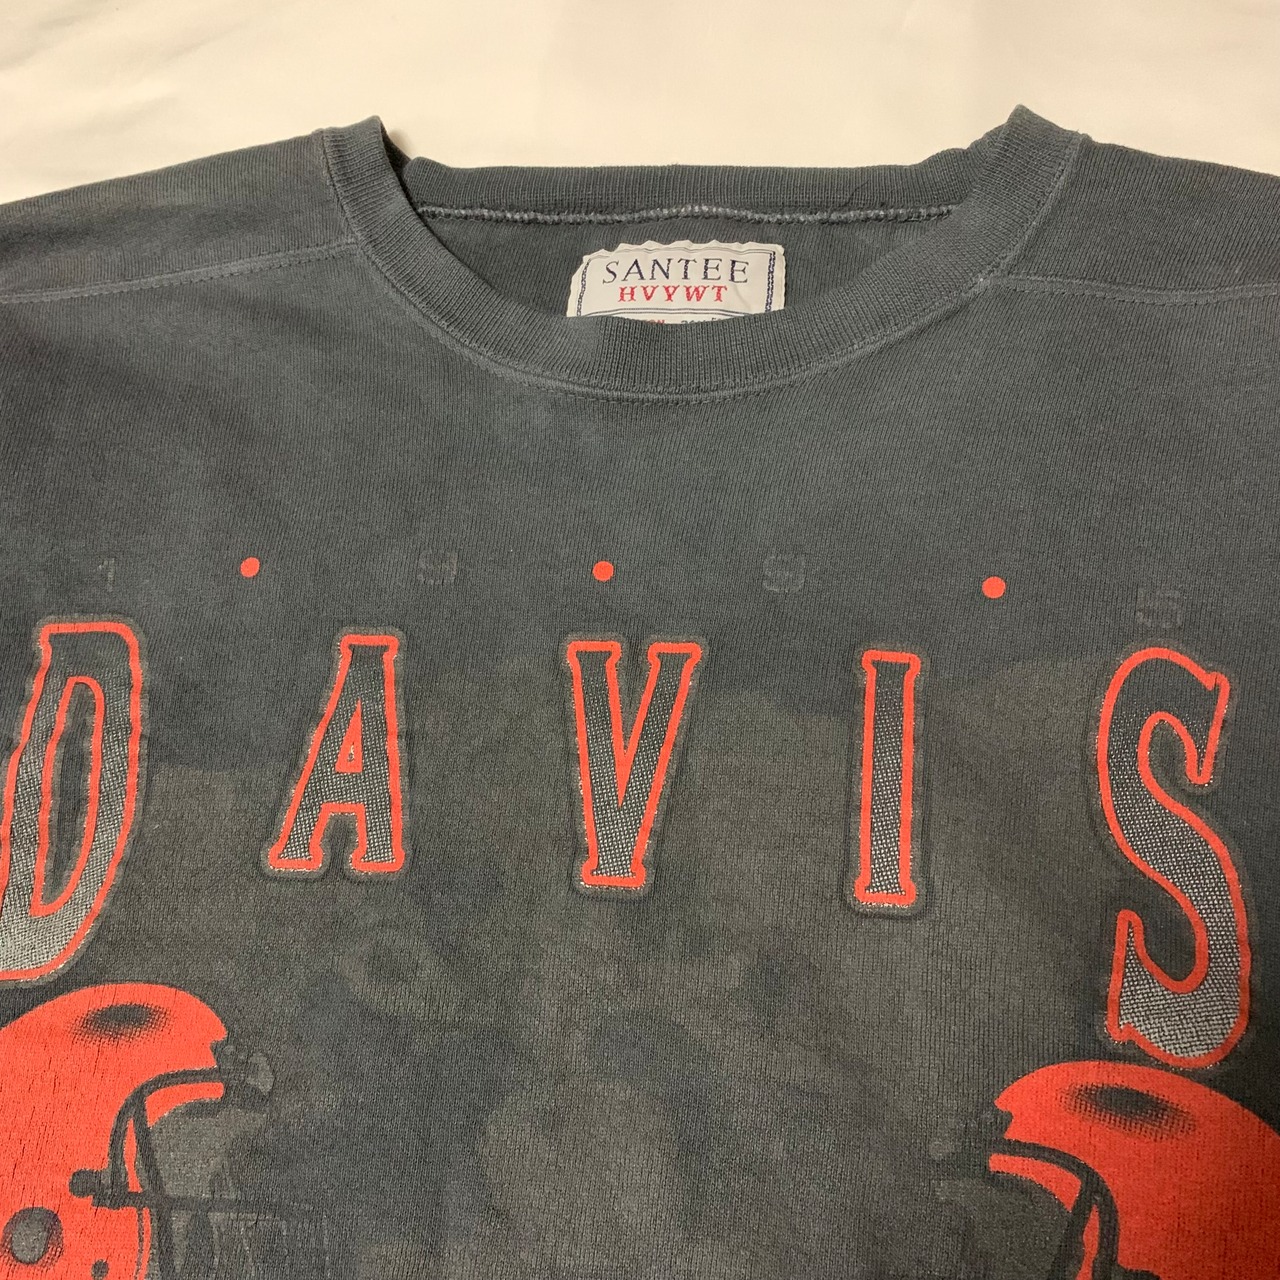 SANTEE
HVYWT
1 • 9 • 9 • 5
DAVIS